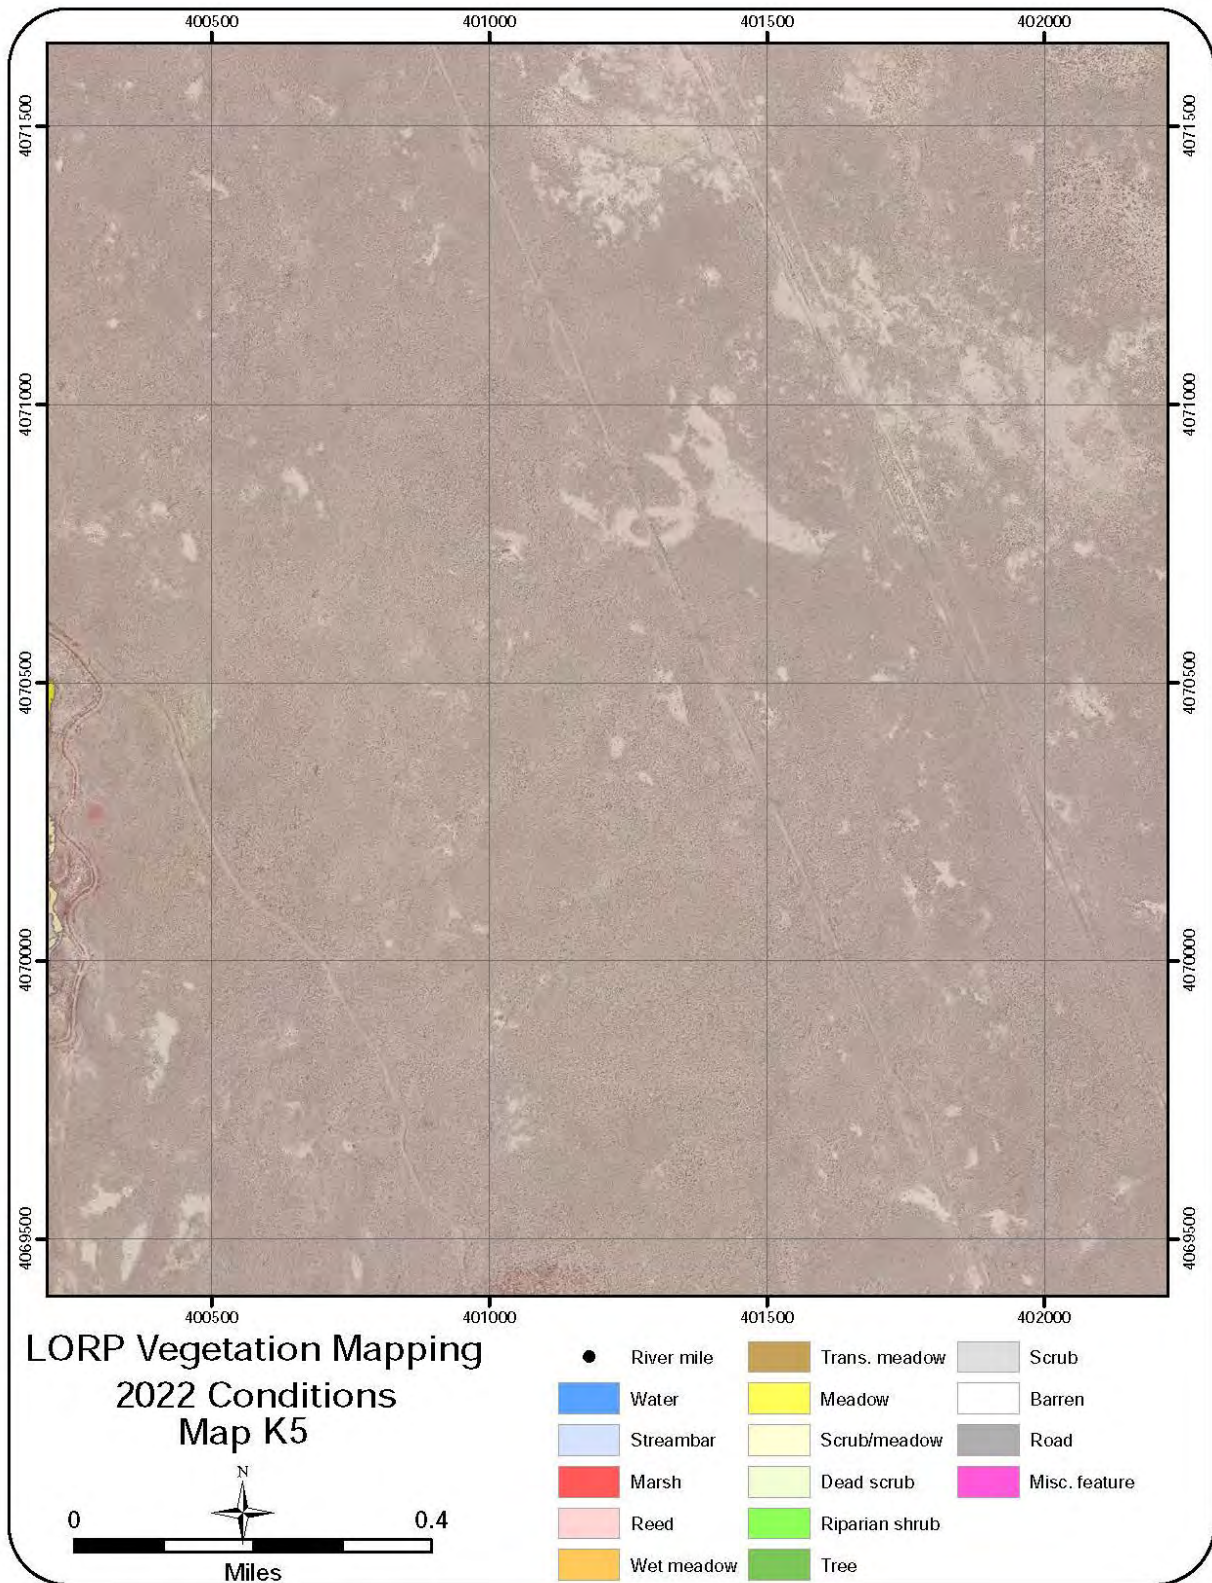 400500 401000 401500 402000
4071500 4071500
4071000 4071000
4070500 4070500
4070000 4070000
4069500 4069500
400500 401000 401500 402000
LORP Vegetation Mapping
2022 Conditions
Map K5
N
0 0.4
Miles
River mile
Water
Streambar
Marsh
Reed
Wet meadow
Trans. meadow
Meadow
Scrub/meadow
Dead scrub
Riparian shrub
Tree
Scrub
Barren
Road
Misc. feature